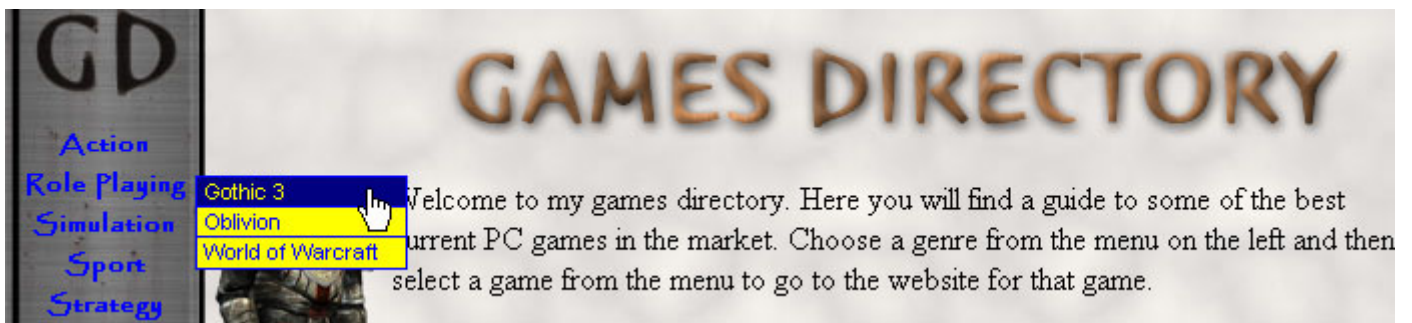 GD
GAMES DIRECTORY
Action
Role Playing
Simulation
Sport
Strategy
Gothic 3
Oblivion
World of Warcraft
Welcome to my games directory. Here you will find a guide to some of the best
current PC games in the market. Choose a genre from the menu on the left and then
select a game from the menu to go to the website for that game.